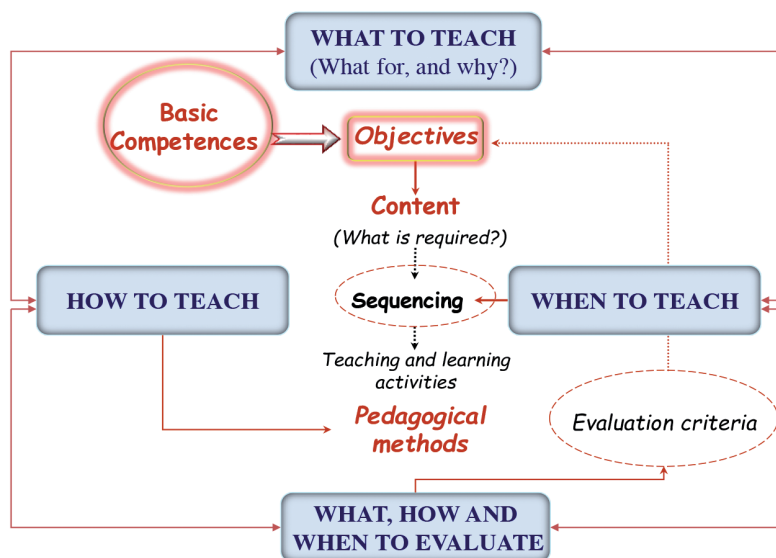 WHAT TO TEACH
(What for, and why?)
Basic
Competences
Objectives
Content
(What is required?)
HOW TO TEACH
Sequencing
WHEN TO TEACH
Teaching and learning
activities
Pedagogical
methods
Evaluation criteria
WHAT, HOW AND
WHEN TO EVALUATE